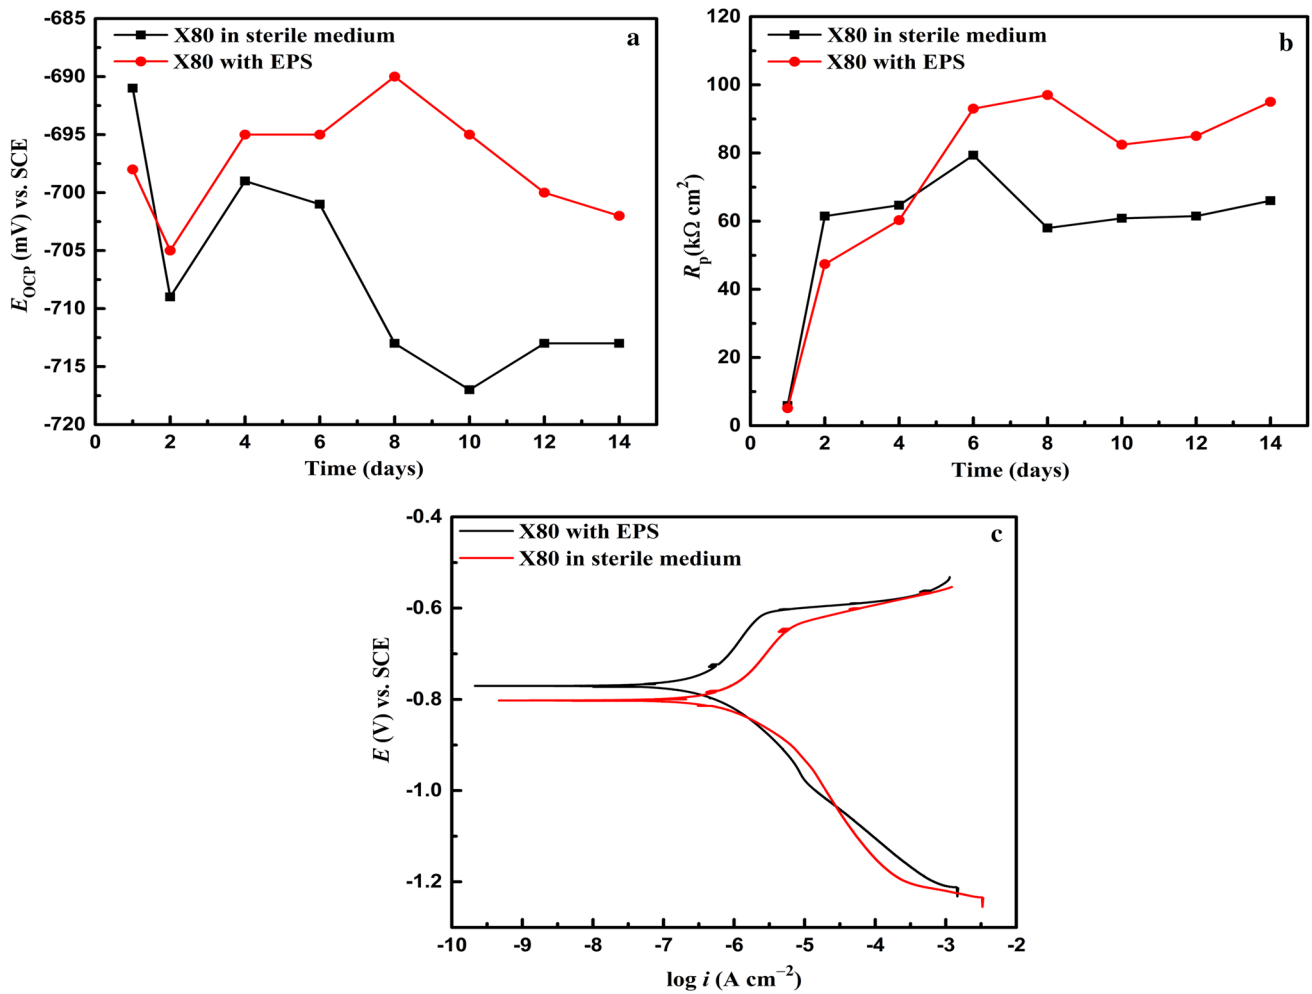 a
X80 in sterile medium
X80 with EPS
E_OCP (mV) vs. SCE
-685
-690
-695
-700
-705
-710
-715
-720
0 2 4 6 8 10 12 14
Time (days)
b
X80 in sterile medium
X80 with EPS
R_p(kΩ cm²)
120
100
80
60
40
20
0
0 2 4 6 8 10 12 14
Time (days)
c
X80 with EPS
X80 in sterile medium
E (V) vs. SCE
-0.4
-0.6
-0.8
-1.0
-1.2
-10 -9 -8 -7 -6 -5 -4 -3 -2
log i (A cm⁻²)